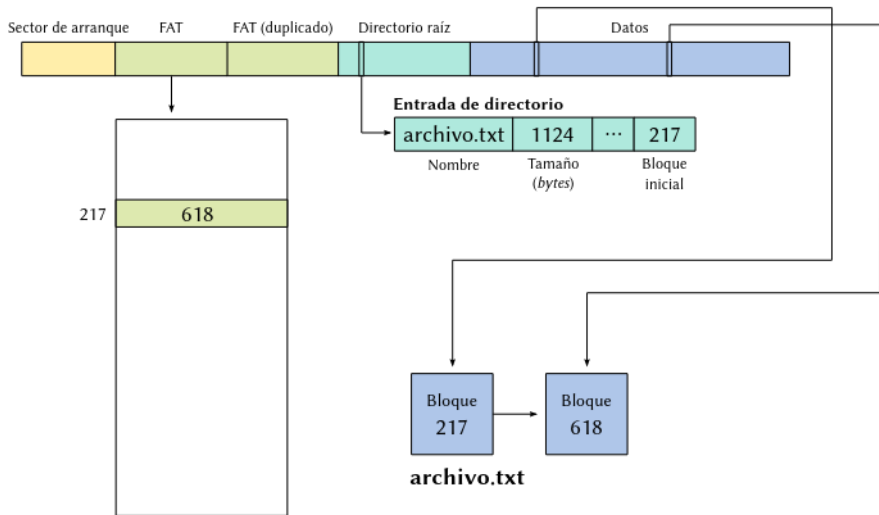 Sector de arranque
FAT
FAT (duplicado)
Directorio raíz
Datos
Entrada de directorio
archivo.txt
1124
...
217
Nombre
Tamaño
(bytes)
Bloque
inicial
217
618
Bloque
217
Bloque
618
archivo.txt